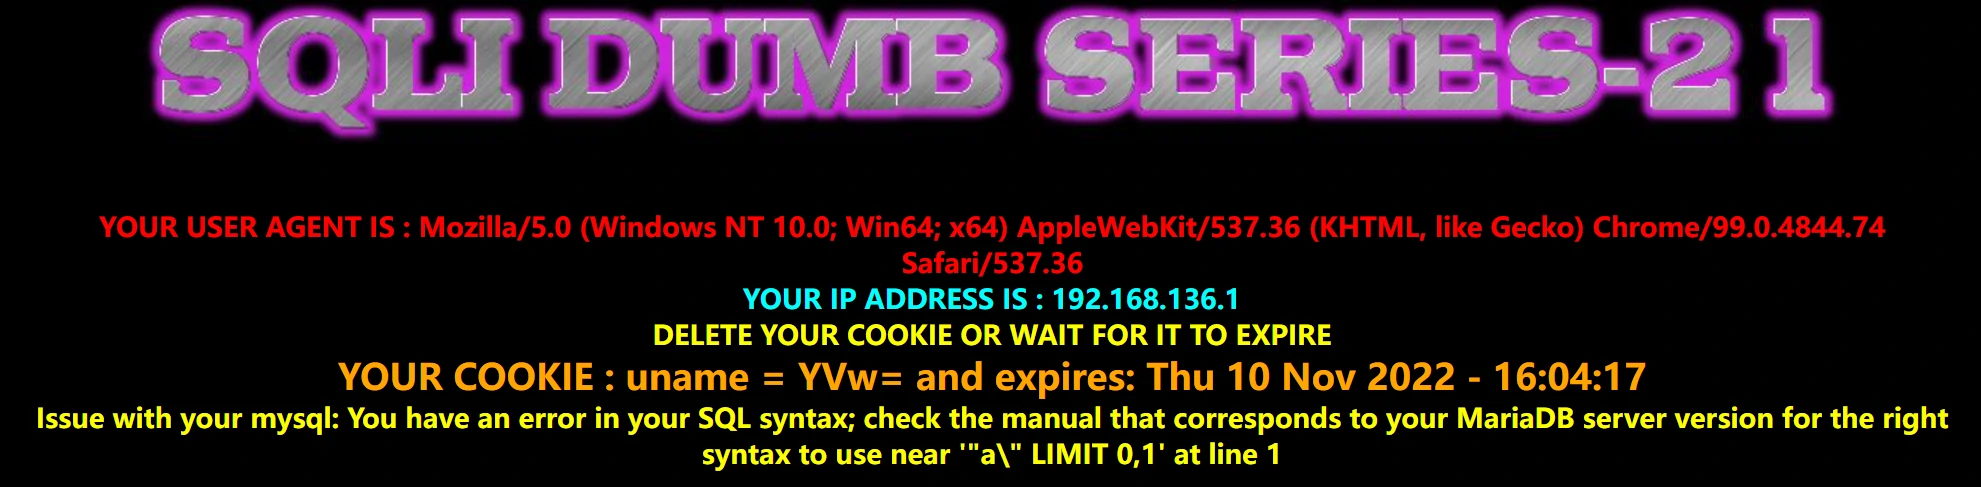 SQLI DUMB SERIES-2 1
YOUR USER AGENT IS : Mozilla/5.0 (Windows NT 10.0; Win64; x64) AppleWebKit/537.36 (KHTML, like Gecko) Chrome/99.0.4844.74
Safari/537.36
YOUR IP ADDRESS IS : 192.168.136.1
DELETE YOUR COOKIE OR WAIT FOR IT TO EXPIRE
YOUR COOKIE : uname = YVw= and expires: Thu 10 Nov 2022 - 16:04:17
Issue with your mysql: You have an error in your SQL syntax; check the manual that corresponds to your MariaDB server version for the right
syntax to use near '"a\" LIMIT 0,1' at line 1